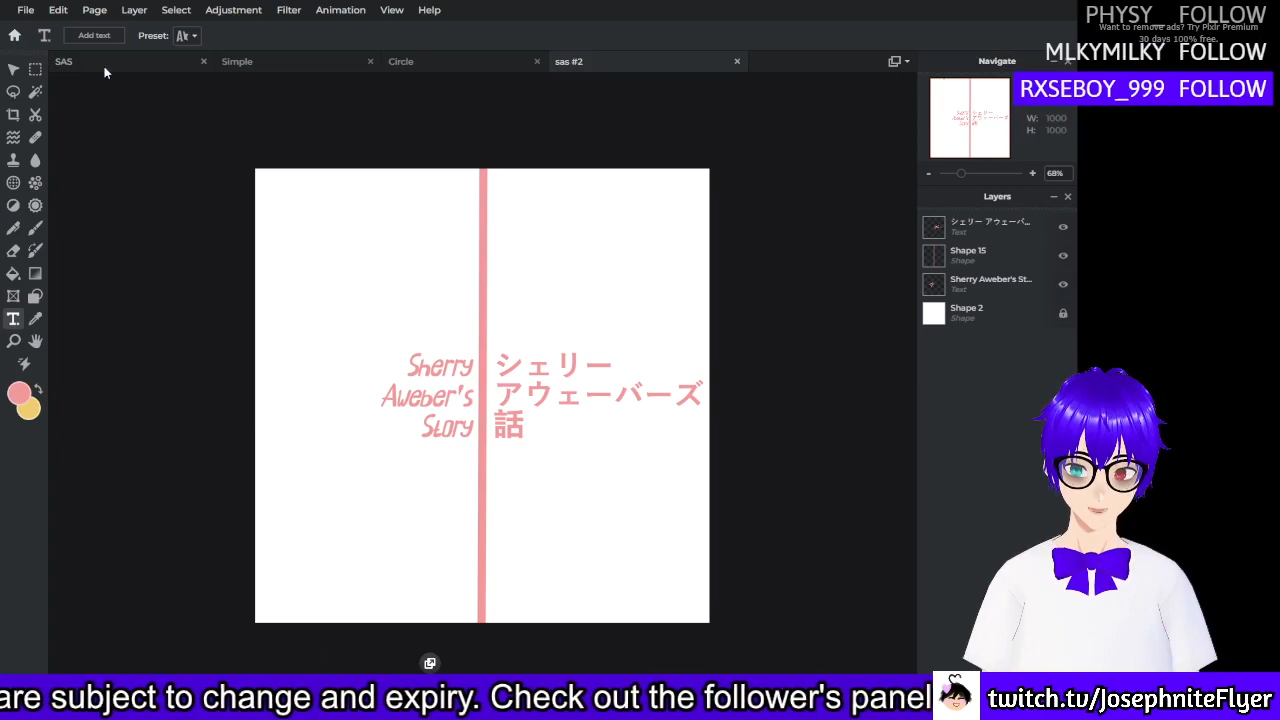 File Edit Page Layer Select Adjustment Filter Animation View Help
PHYSY_ FOLLOW
Want to remove ads? Try Pixlr Premium
30 days 100% free.
MLKYMILKY FOLLOW
RXSEBOY_999 FOLLOW
Add text Preset:
SAS Simple Circle sas #2
Navigate
W: 1000
H: 1000
- + 68%
Layers
シェリー アウェーバ...
Text
Shape 15
Shape
Sherry Aweber's St...
Text
Shape 2
Shape
Sherry
Aweber's
Story
シェリー
アウェーバーズ
話
are subject to change and expiry. Check out the follower's panel
twitch.tv/JosephniteFlyer